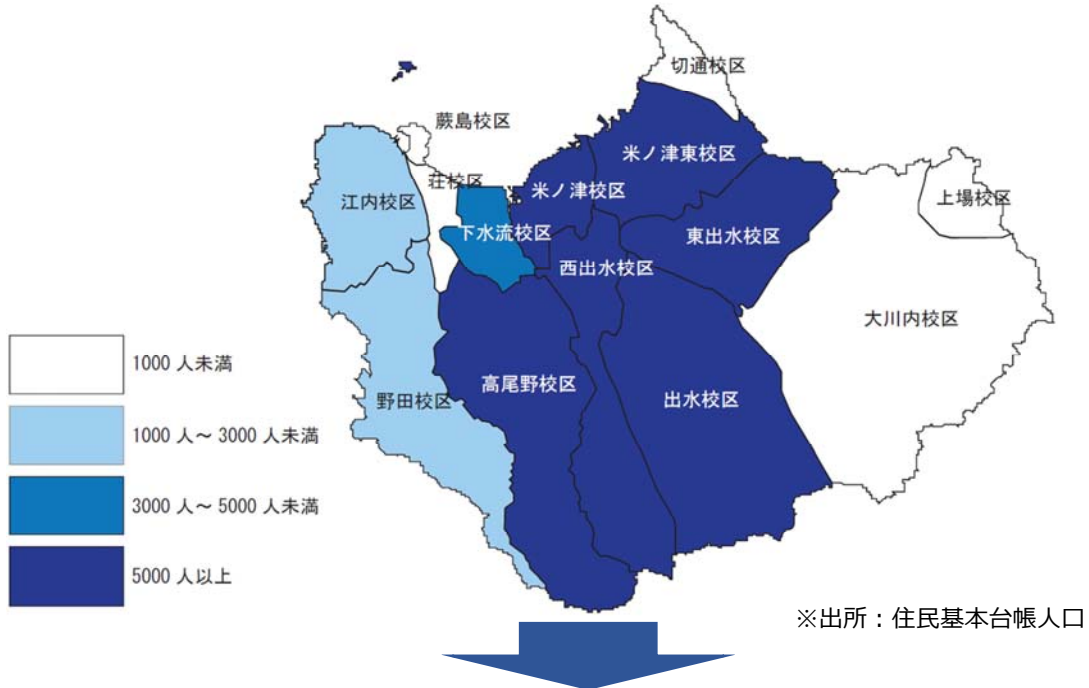 切通校区
蕨島校区
米ノ津東校区
荘校区
米ノ津校区
上場校区
江内校区
下水流校区
東出水校区
西出水校区
大川内校区
1000 人未満
高尾野校区
出水校区
野田校区
1000 人～ 3000 人未満
3000 人～ 5000 人未満
5000 人以上
※出所：住民基本台帳人口